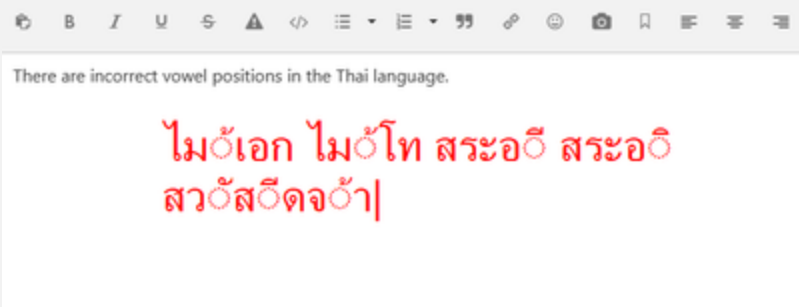 There are incorrect vowel positions in the Thai language.
ไม◌้เอก ไม◌้โท สระอ◌ี สระอ◌ิ
สว◌ัส◌ีดจ◌้า